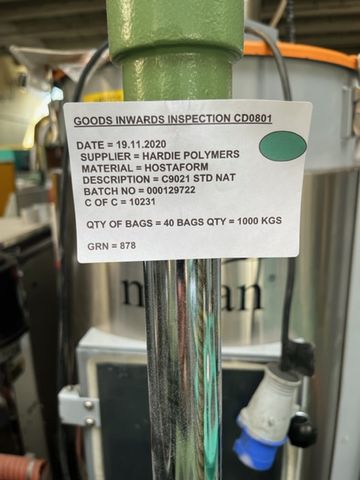 GOODS INWARDS INSPECTION CD0801
DATE = 19.11.2020
SUPPLIER = HARDIE POLYMERS
MATERIAL = HOSTAFORM
DESCRIPTION = C9021 STD NAT
BATCH NO = 000129722
C OF C = 10231
QTY OF BAGS = 40 BAGS QTY = 1000 KGS
GRN = 878